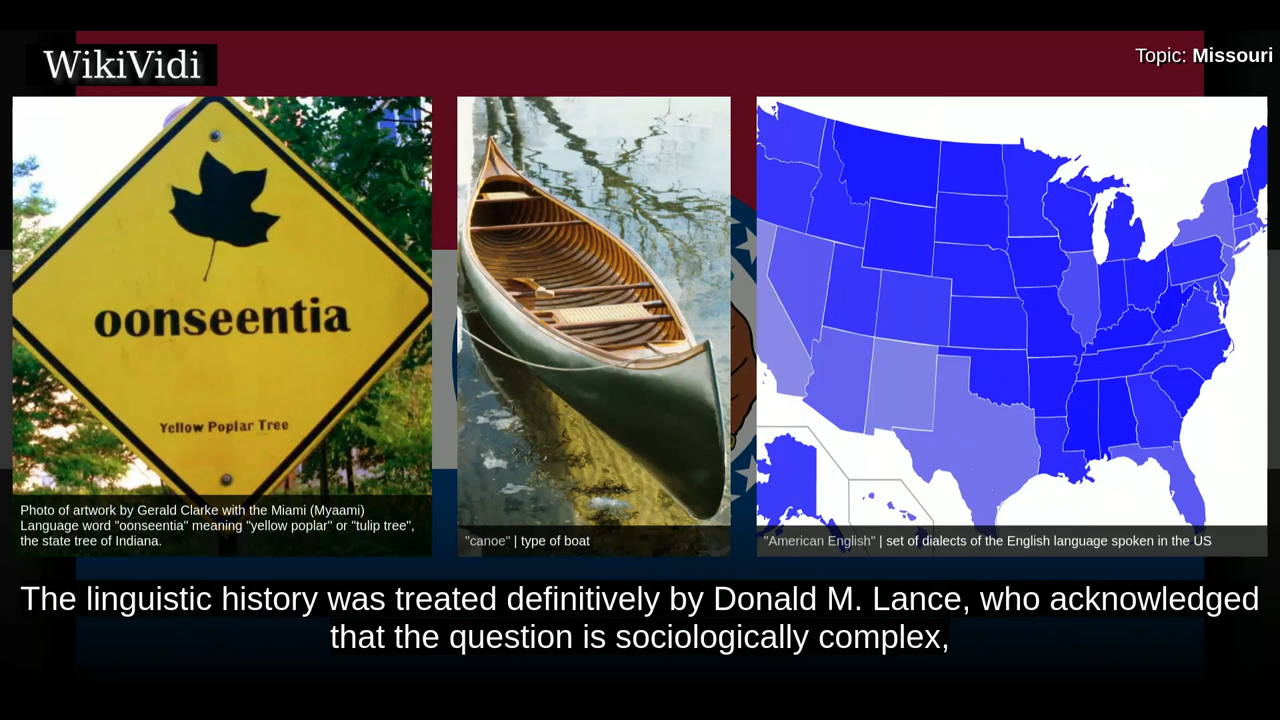 WikiVidi
Topic: Missouri
oonseentia
Yellow Poplar Tree
Photo of artwork by Gerald Clarke with the Miami (Myaami)
Language word "oonseentia" meaning "yellow poplar" or "tulip tree",
the state tree of Indiana.
"canoe" | type of boat
"American English" | set of dialects of the English language spoken in the US
The linguistic history was treated definitively by Donald M. Lance, who acknowledged
that the question is sociologically complex,